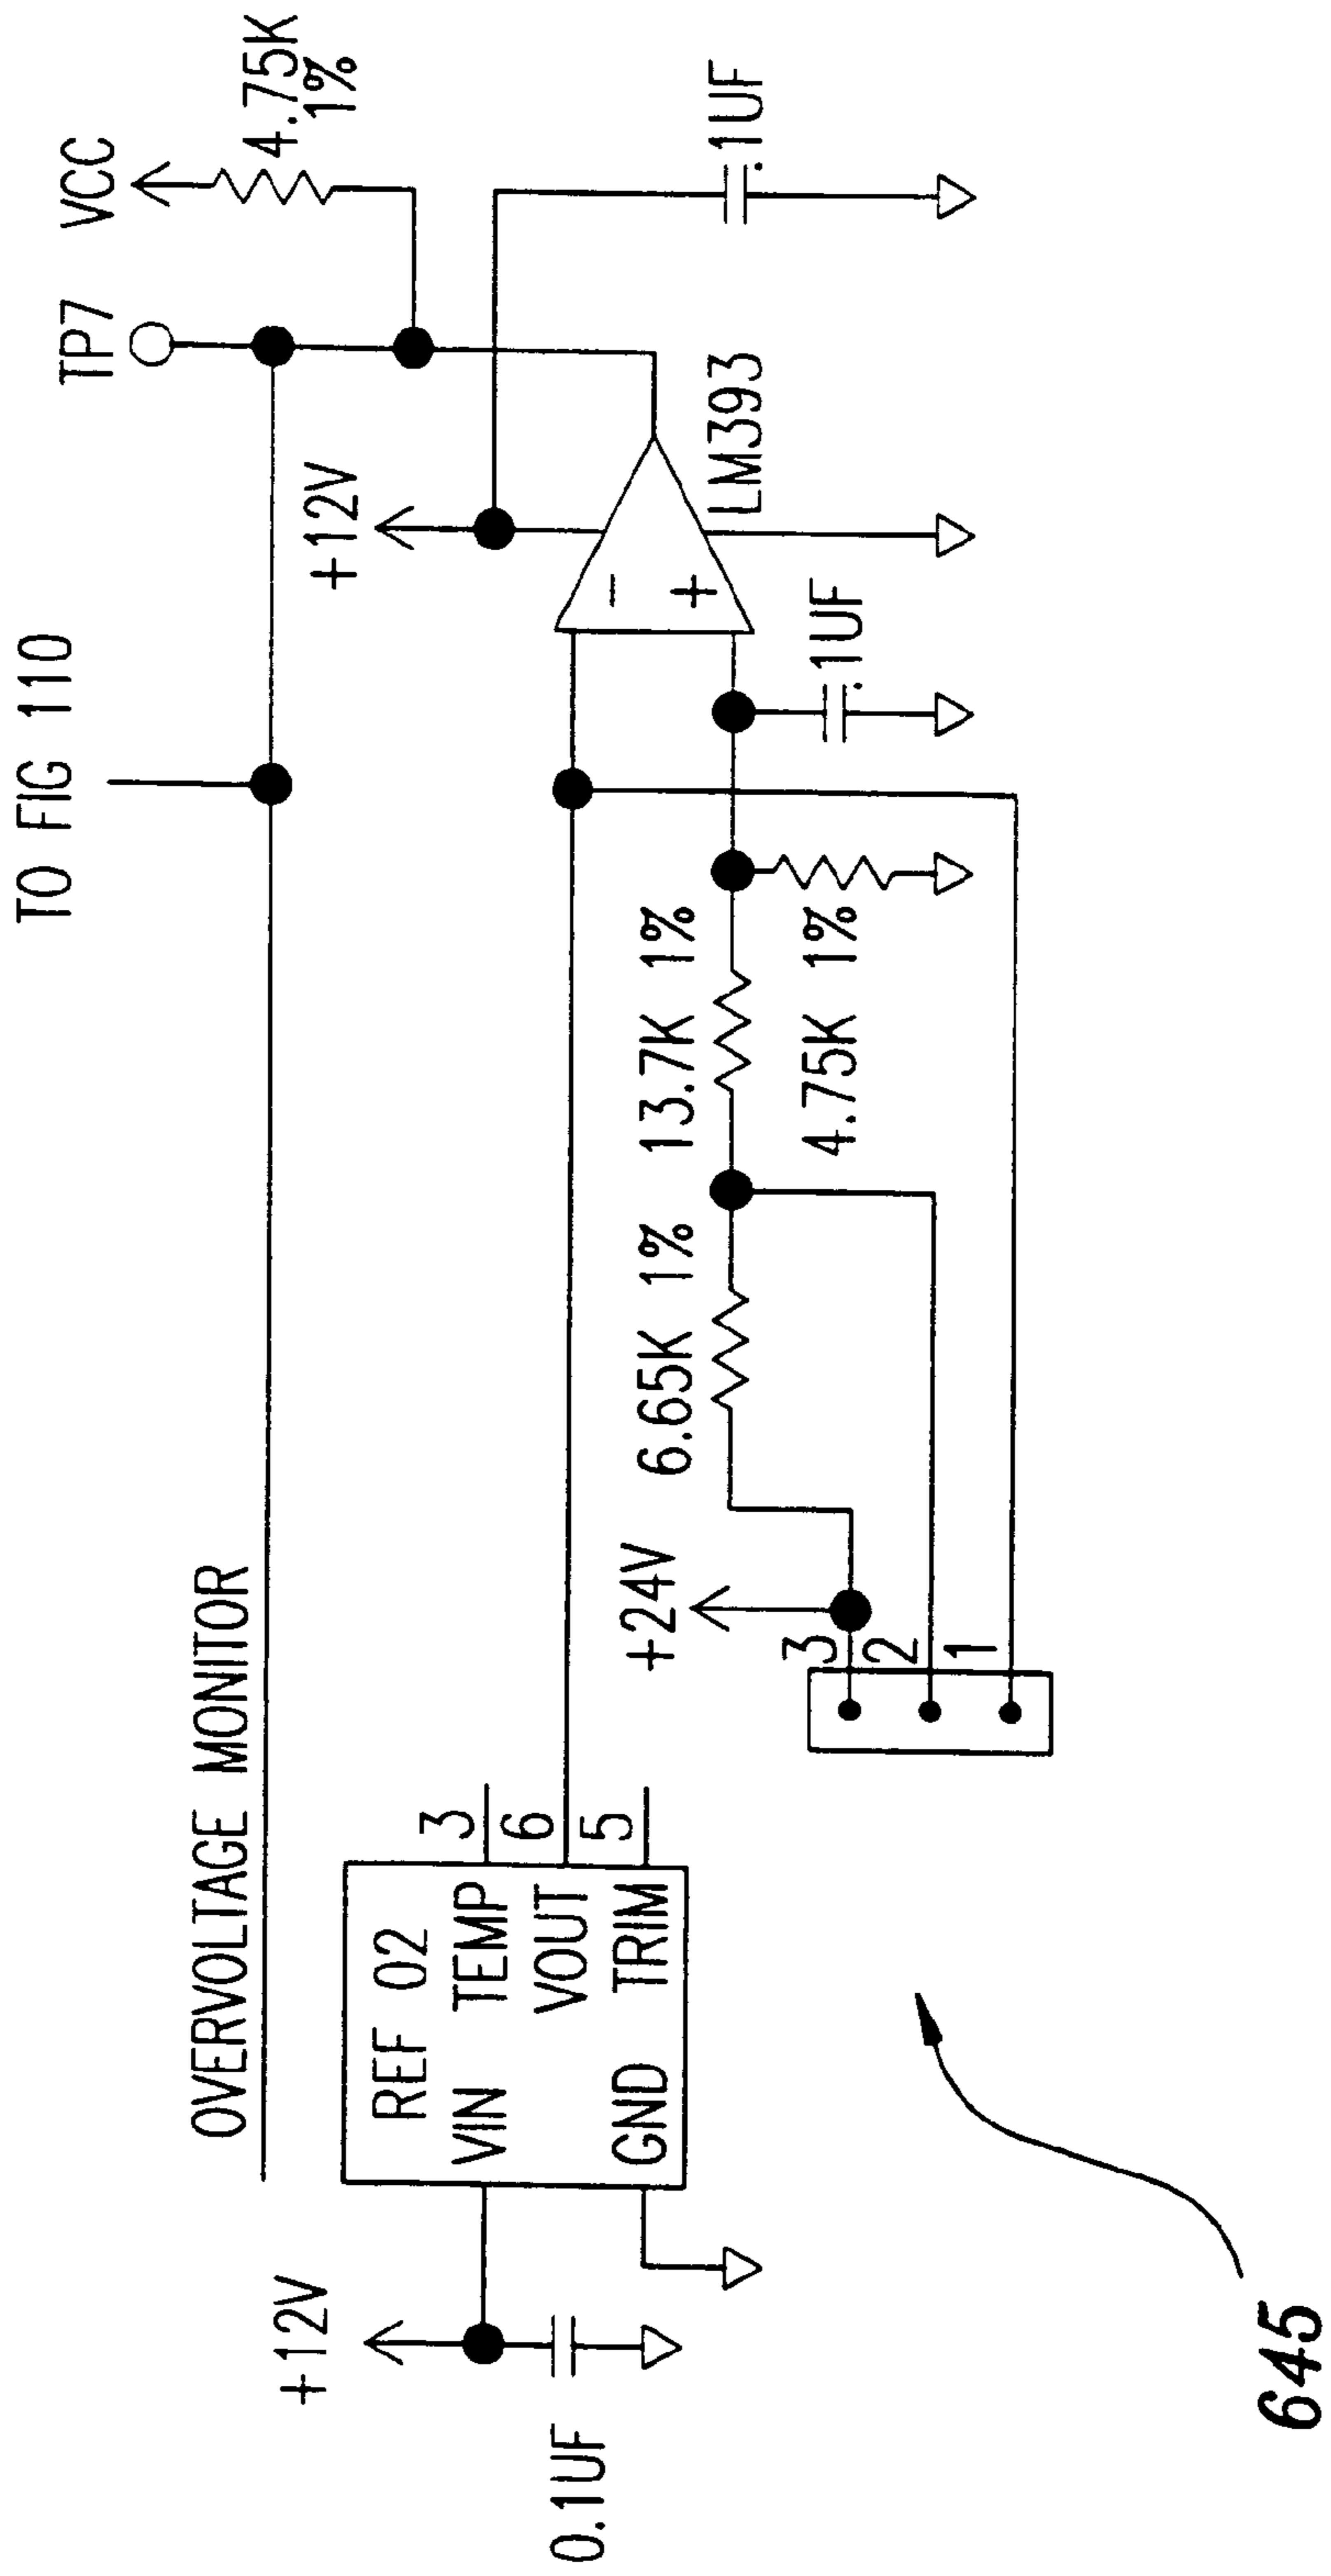 TO FIG 110
TP7
VCC
4.75K
1%
OVERVOLTAGE MONITOR
+12V
+12V
0.1UF
REF 02
VIN
TEMP
3
VOUT
6
GND
TRIM
5
−
+
LM393
.1UF
.1UF
+24V
6.65K 1%
13.7K 1%
4.75K 1%
3
2
1
645